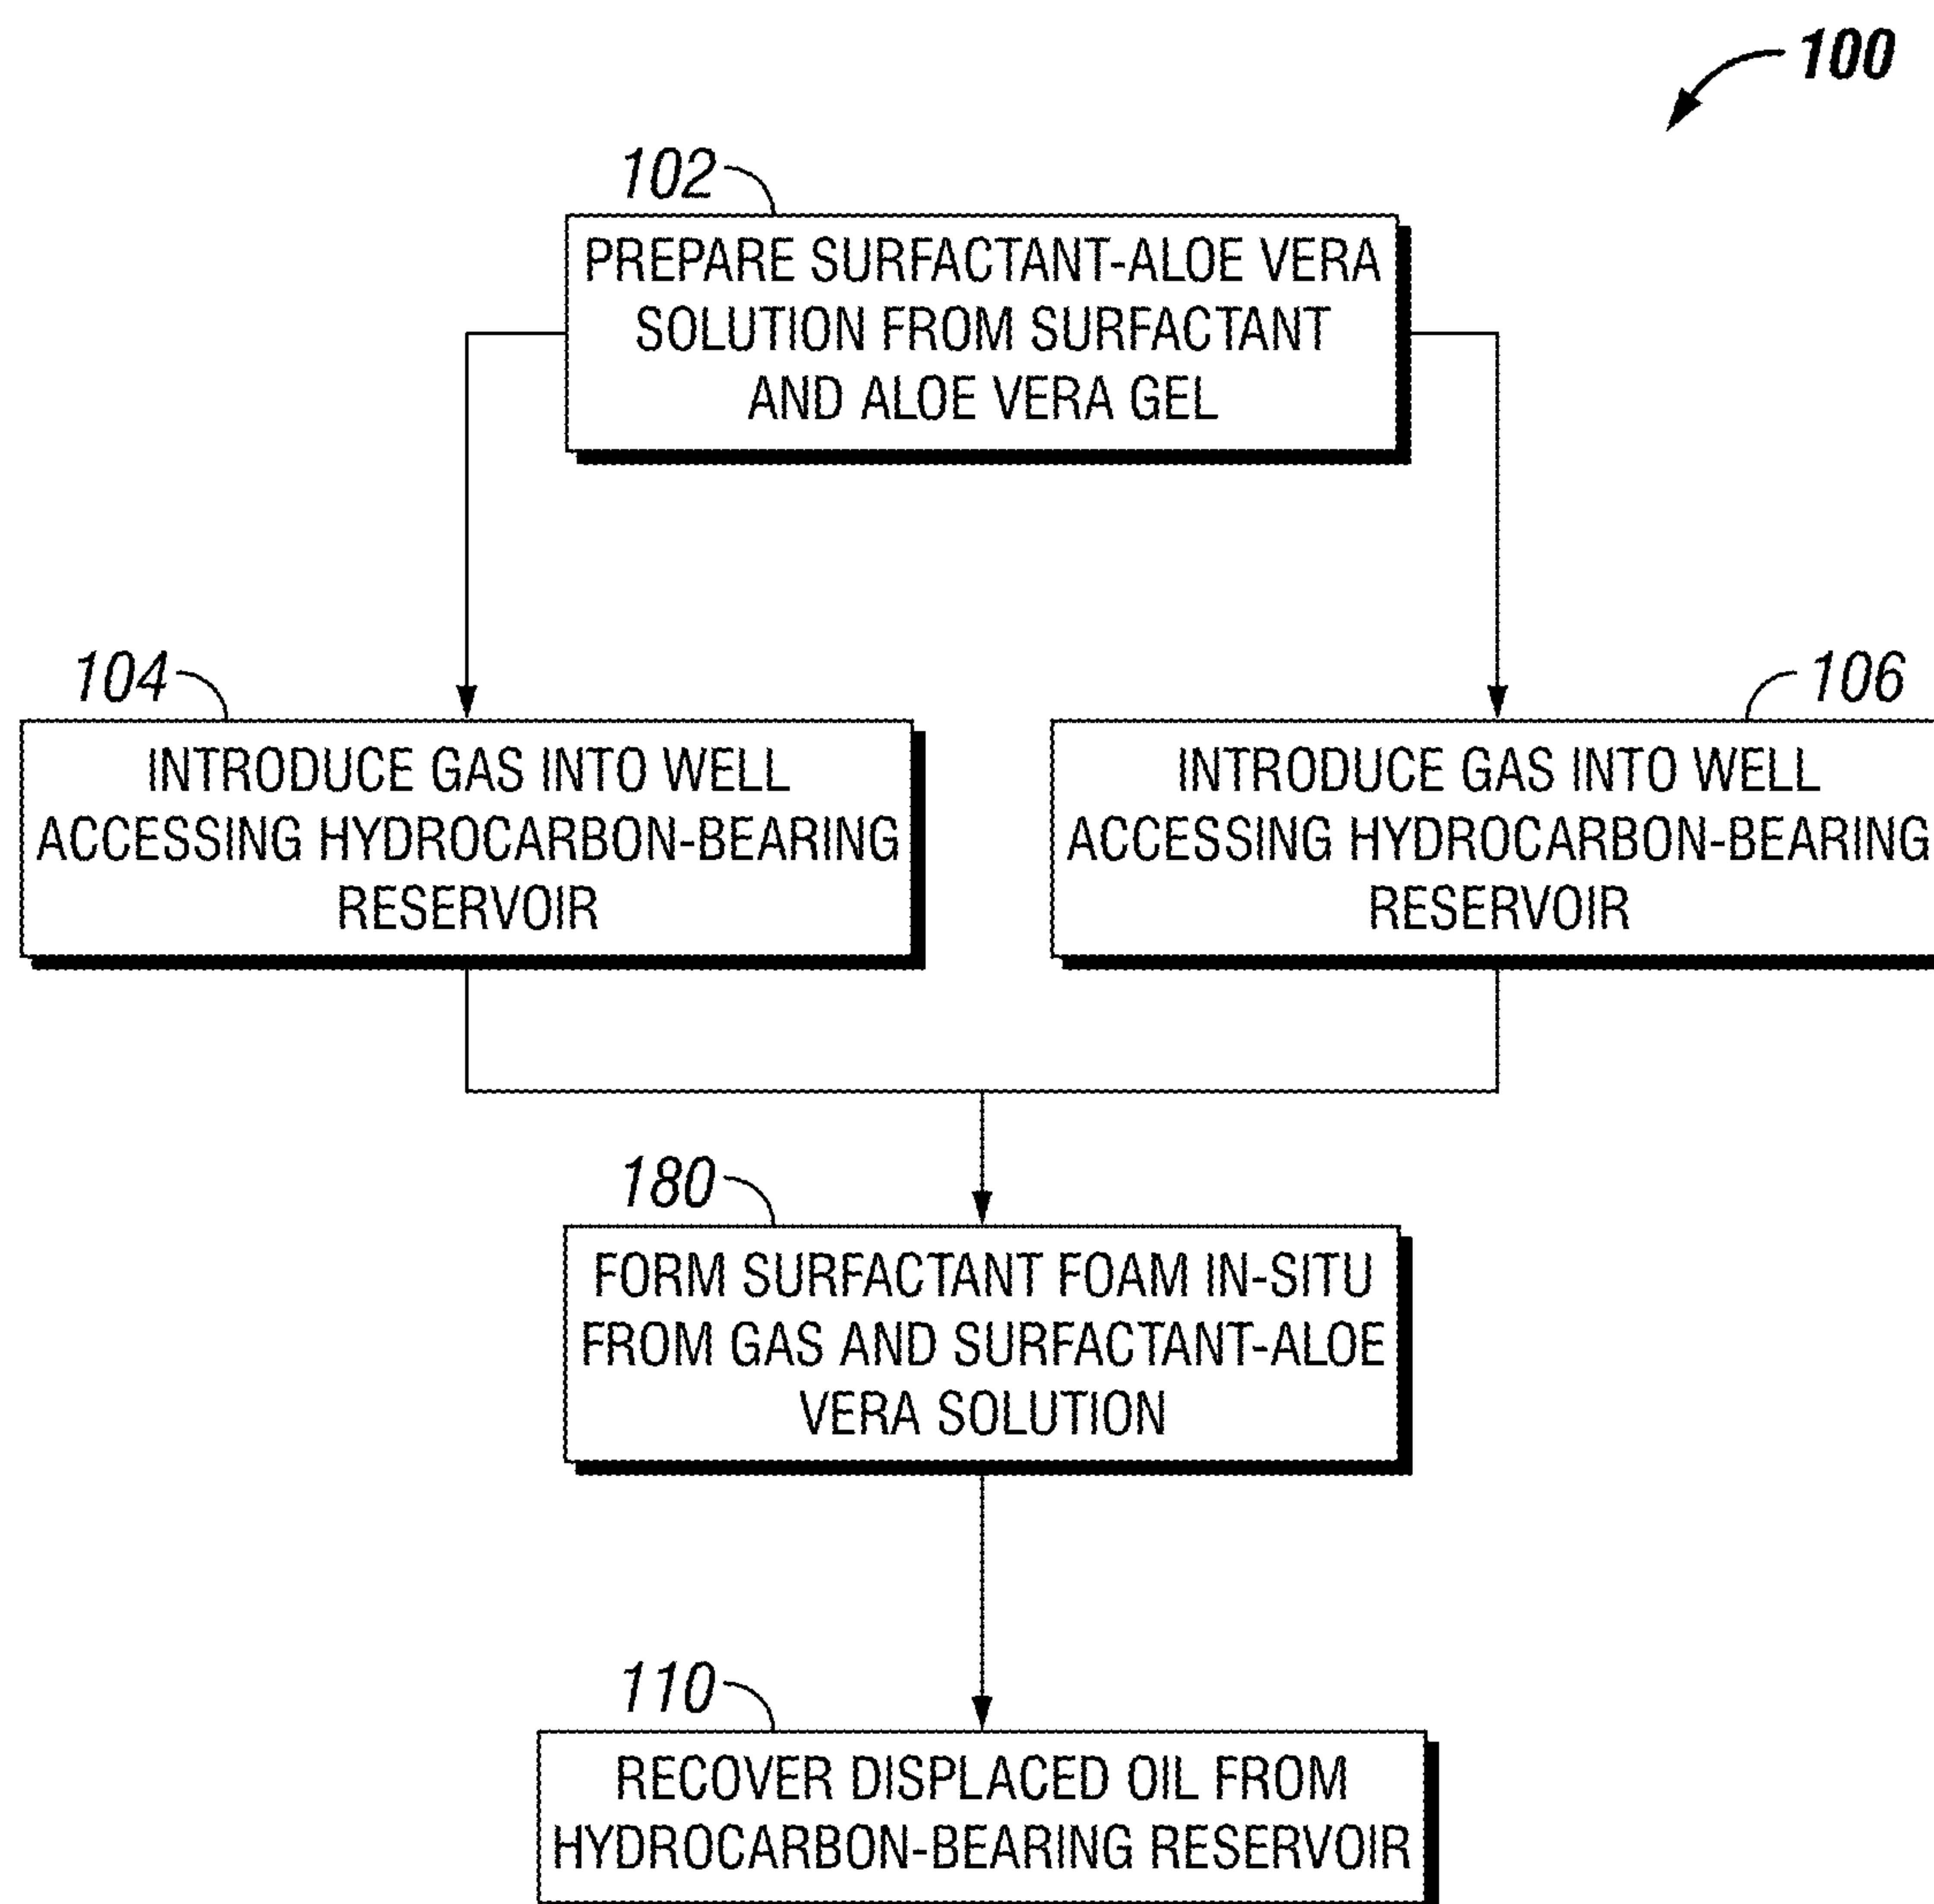 100
102
PREPARE SURFACTANT-ALOE VERA
SOLUTION FROM SURFACTANT
AND ALOE VERA GEL
104
INTRODUCE GAS INTO WELL
ACCESSING HYDROCARBON-BEARING
RESERVOIR
106
INTRODUCE GAS INTO WELL
ACCESSING HYDROCARBON-BEARING
RESERVOIR
180
FORM SURFACTANT FOAM IN-SITU
FROM GAS AND SURFACTANT-ALOE
VERA SOLUTION
110
RECOVER DISPLACED OIL FROM
HYDROCARBON-BEARING RESERVOIR